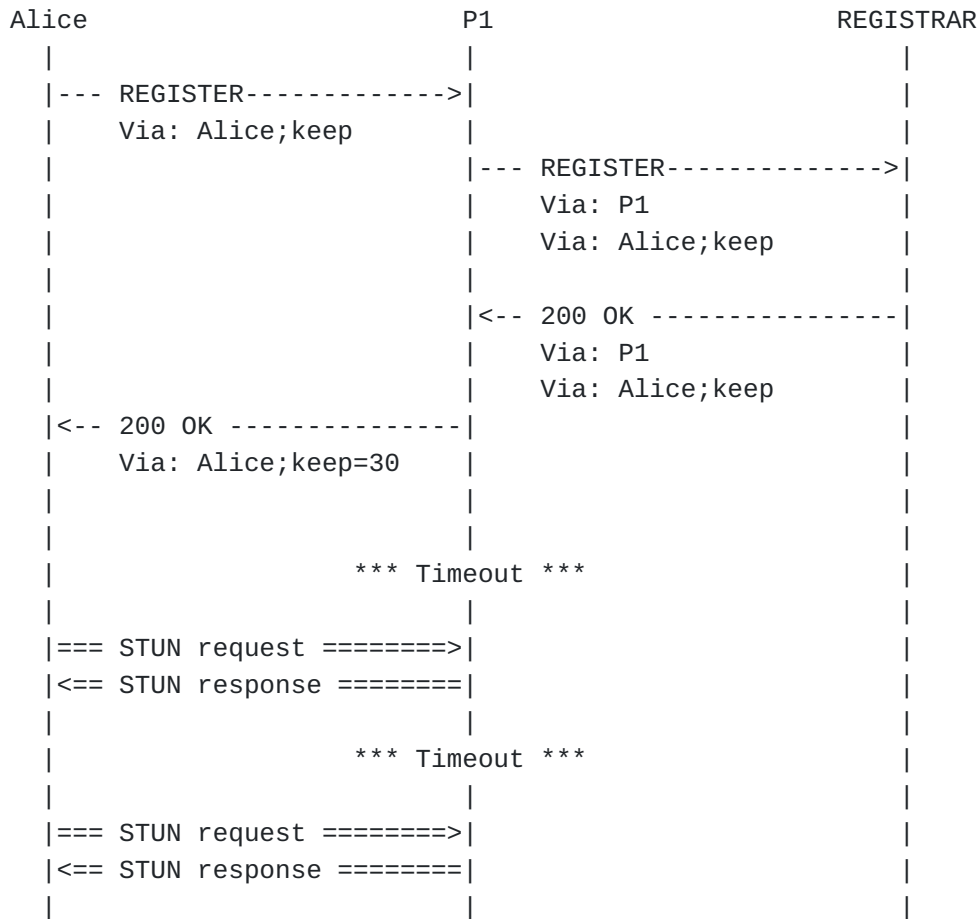 Alice                      P1                      REGISTRAR
  |                         |                          |
  |--- REGISTER------------->|                          |
  |    Via: Alice;keep       |                          |
  |                          |--- REGISTER-------------->|
  |                          |    Via: P1               |
  |                          |    Via: Alice;keep       |
  |                          |                          |
  |                          |<-- 200 OK ----------------|
  |                          |    Via: P1               |
  |                          |    Via: Alice;keep       |
  |<-- 200 OK ---------------|                          |
  |    Via: Alice;keep=30    |                          |
  |                          |                          |
  |                          |                          |
  |                   *** Timeout ***                   |
  |                          |                          |
  |=== STUN request ========>|                          |
  |<== STUN response ========|                          |
  |                          |                          |
  |                   *** Timeout ***                   |
  |                          |                          |
  |=== STUN request ========>|                          |
  |<== STUN response ========|                          |
  |                          |                          |